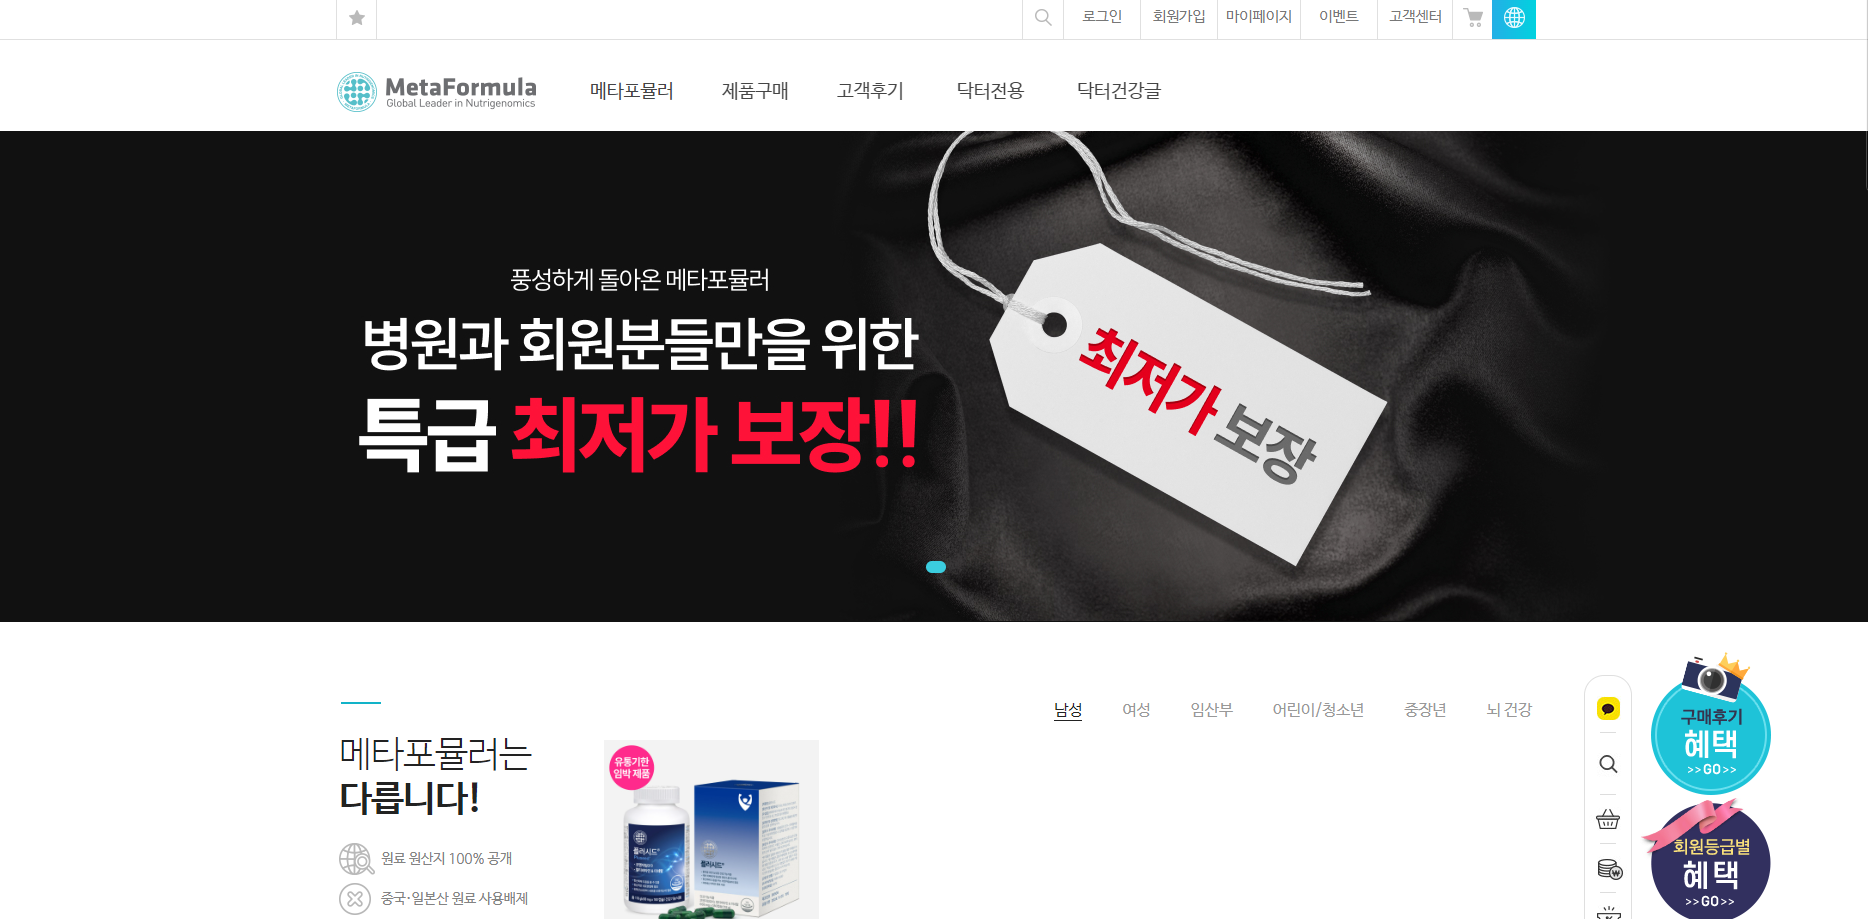 로그인 회원가입 마이페이지 이벤트 고객센터
MetaFormula
Global Leader in Nutrigenomics
메타포뮬러 제품구매 고객후기 닥터전용 닥터건강글
풍성하게 돌아온 메타포뮬러
병원과 회원분들만을 위한
특급 최저가 보장!!
최저가 보장
남성 여성 임산부 어린이/청소년 중장년 뇌 건강
메타포뮬러는
다릅니다!
원료 원산지 100% 공개
중국·일본산 원료 사용배제
유통기한
임박 제품
플러시드
플러시드
구매후기
혜택
>>GO>>
회원등급별
혜택
>>GO>>